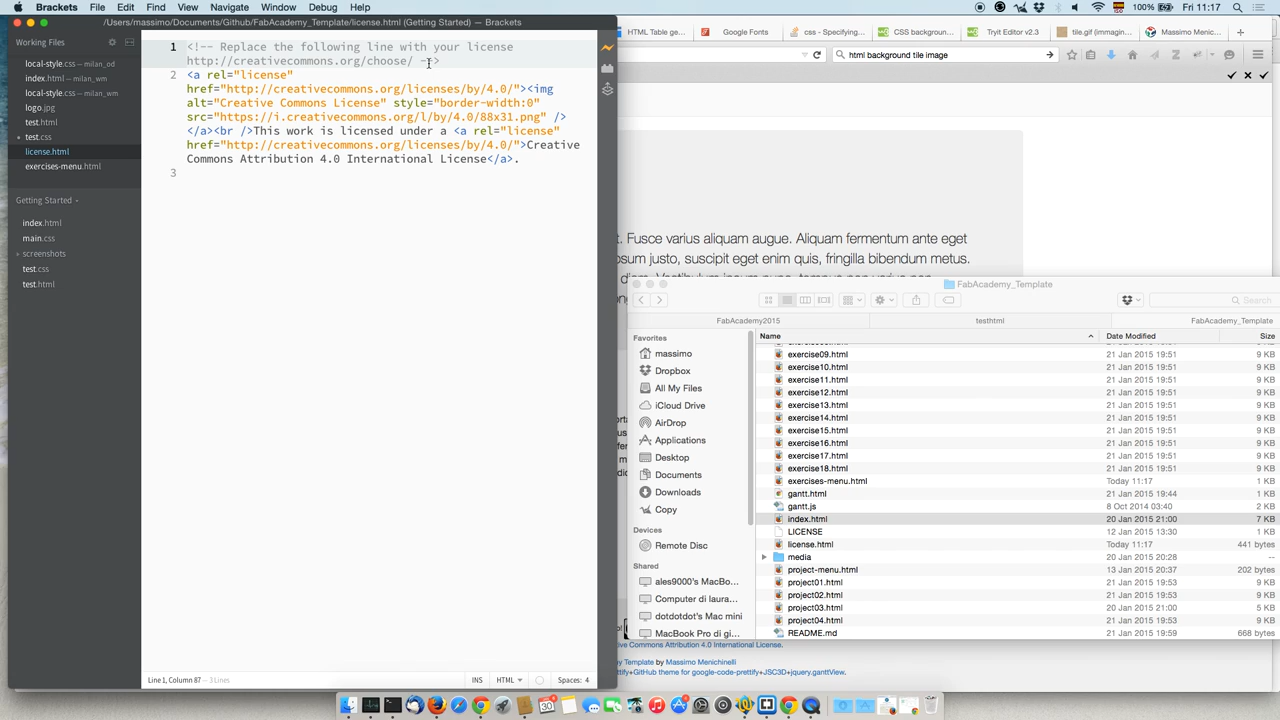 Brackets File Edit Find View Navigate Window Debug Help 100% Fri 11:17
/Users/massimo/Documents/Github/FabAcademy_Template/license.html (Getting Started) — Brackets
Working Files
local-style.css - milan_od
index.html - milan_wm
local-style.css - milan_wm
logo.jpg
test.html
test.css
license.html
exercises-menu.html
Getting Started
index.html
main.css
screenshots
test.css
test.html
1 <!-- Replace the following line with your license
http://creativecommons.org/choose/ -->
2 <a rel="license"
href="http://creativecommons.org/licenses/by/4.0/"><img
alt="Creative Commons License" style="border-width:0"
src="https://i.creativecommons.org/l/by/4.0/88x31.png" />
</a><br />This work is licensed under a <a rel="license"
href="http://creativecommons.org/licenses/by/4.0/">Creative
Commons Attribution 4.0 International License</a>.
3
Line 1, Column 87 — 3 Lines
INS HTML Spaces: 4
HTML Table ge... Google Fonts css - Specifying... CSS background... Tryit Editor v2.3 tile.gif (immagin... Massimo Menichi...
html background tile image
t. Fusce varius aliquam augue. Aliquam fermentum ante eget
psum justo, suscipit eget enim quis, fringilla bibendum metus.
FabAcademy_Template
Search
FabAcademy2015 testhtml FabAcademy_Template
Favorites
massimo
Dropbox
All My Files
iCloud Drive
AirDrop
Applications
Desktop
Documents
Downloads
Copy
Devices
Remote Disc
Shared
ales9000's MacBo...
Computer di laura...
dotdotdot's Mac mini
MacBook Pro di gi...
Name Date Modified Size
exercise09.html 21 Jan 2015 19:51 9 KB
exercise10.html 21 Jan 2015 19:51 9 KB
exercise11.html 21 Jan 2015 19:51 9 KB
exercise12.html 21 Jan 2015 19:51 9 KB
exercise13.html 21 Jan 2015 19:51 9 KB
exercise14.html 21 Jan 2015 19:51 9 KB
exercise15.html 21 Jan 2015 19:51 9 KB
exercise16.html 21 Jan 2015 19:51 9 KB
exercise17.html 21 Jan 2015 19:51 9 KB
exercise18.html 21 Jan 2015 19:51 9 KB
exercises-menu.html Today 11:17 1 KB
gantt.html 21 Jan 2015 19:44 2 KB
gantt.js 8 Oct 2014 03:40 2 KB
index.html 20 Jan 2015 21:00 7 KB
LICENSE 12 Jan 2015 13:30 1 KB
license.html Today 11:17 441 bytes
media 20 Jan 2015 20:28 --
project-menu.html 13 Jan 2015 20:37 202 bytes
project01.html 21 Jan 2015 19:53 9 KB
project02.html 21 Jan 2015 19:53 9 KB
project03.html 20 Jan 2015 21:00 5 KB
project04.html 21 Jan 2015 19:53 9 KB
README.md 21 Jan 2015 19:59 668 bytes
Commons Attribution 4.0 International License.
Template by Massimo Menichinelli
+GitHub theme for google-code-prettify+JSC3D+jquery.ganttView.